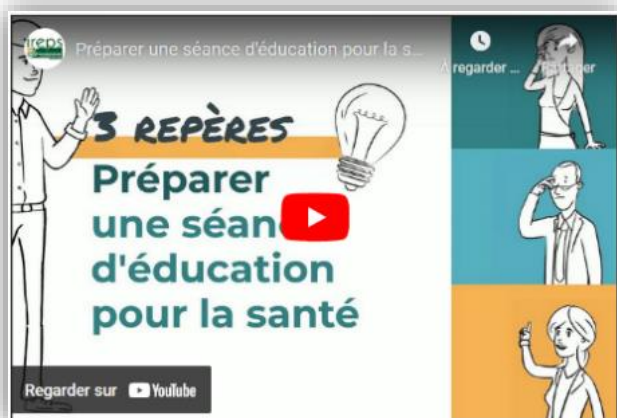 ireps
Préparer une séance d'éducation pour la s...
À regarder ...
3 REPÈRES
Préparer
une séan
d'éducation
pour la santé
Regarder sur YouTube